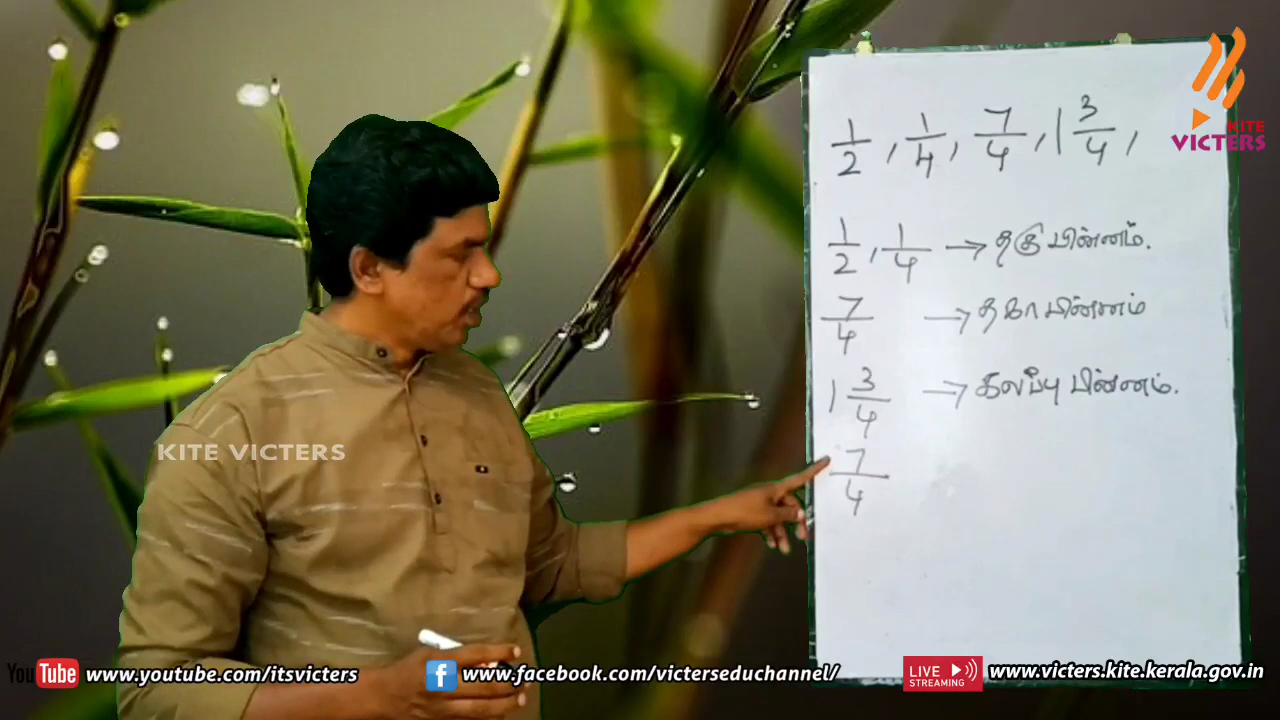 1/2, 1/4, 7/4, 1 3/4,
KITE
VICTERS
1/2, 1/4 → தகு பின்னம்.
7/4 → தகா பின்னம்
1 3/4 → கலப்பு பின்னம்.
7/4
KITE VICTERS
YouTube www.youtube.com/itsvicters
f www.facebook.com/victerseduchannel/
LIVE STREAMING www.victers.kite.kerala.gov.in